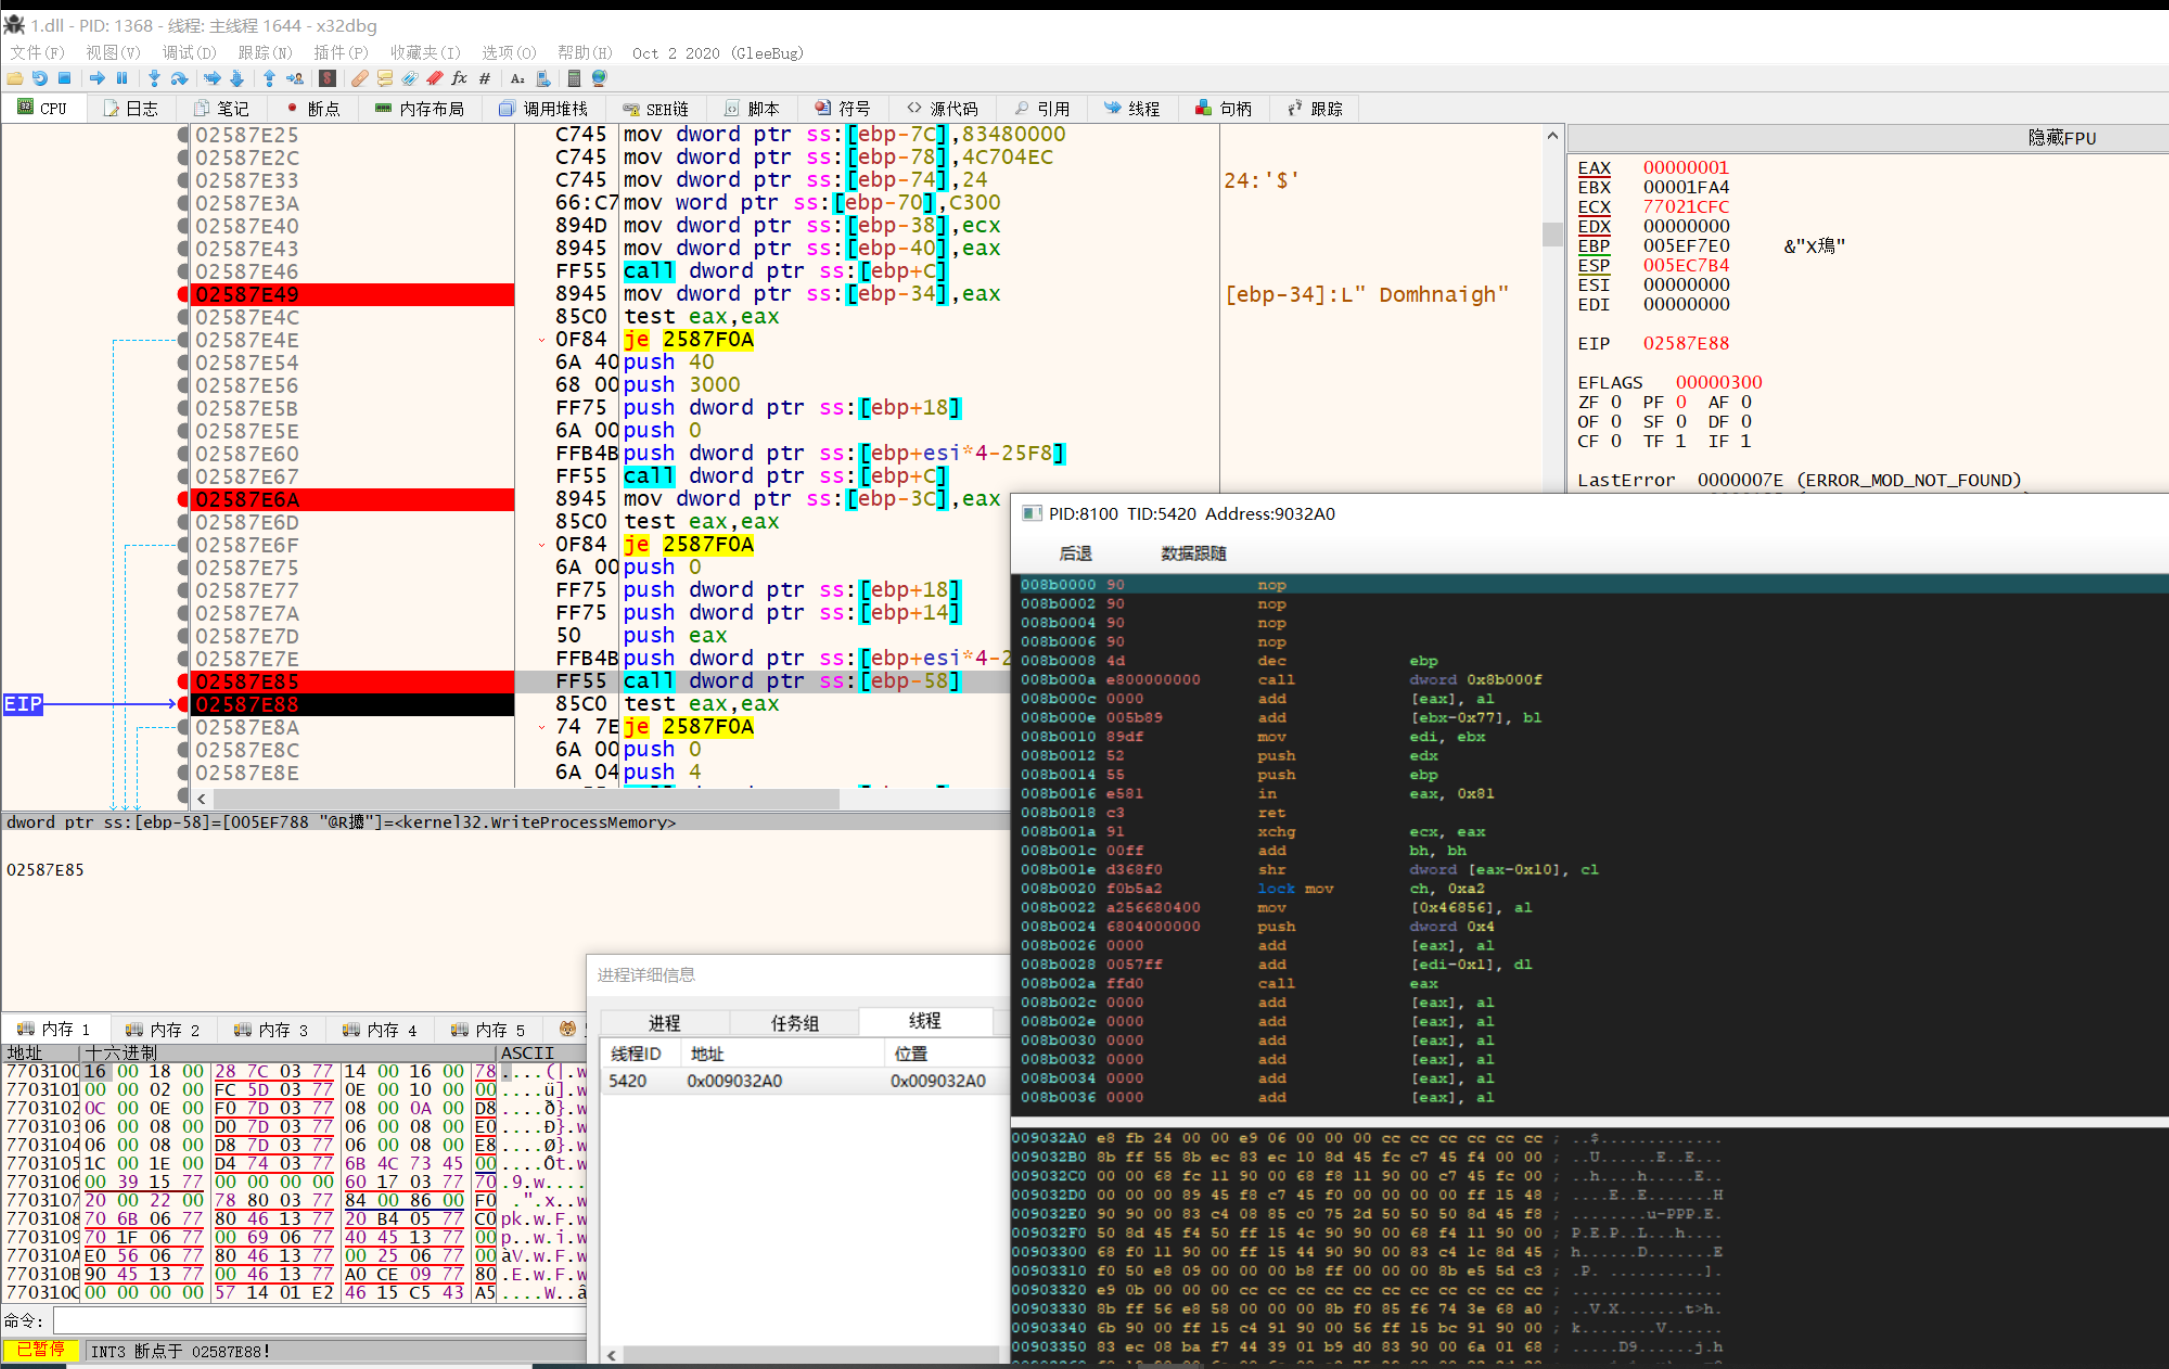 1.dll - PID: 1368 - 线程: 主线程 1644 - x32dbg
文件(F) 视图(V) 调试(D) 跟踪(N) 插件(P) 收藏夹(I) 选项(O) 帮助(H) Oct 2 2020 (GleeBug)
CPU 日志 笔记 断点 内存布局 调用堆栈 SEH链 脚本 符号 源代码 引用 线程 句柄 跟踪
02587E25 C745 mov dword ptr ss:[ebp-7C],83480000
02587E2C C745 mov dword ptr ss:[ebp-78],4C704EC
02587E33 C745 mov dword ptr ss:[ebp-74],24 24:'$'
02587E3A 66:C7 mov word ptr ss:[ebp-70],C300
02587E40 894D mov dword ptr ss:[ebp-38],ecx
02587E43 8945 mov dword ptr ss:[ebp-40],eax
02587E46 FF55 call dword ptr ss:[ebp+C]
02587E49 8945 mov dword ptr ss:[ebp-34],eax [ebp-34]:L" Domhnaigh"
02587E4C 85C0 test eax,eax
02587E4E 0F84 je 2587F0A
02587E54 6A 40 push 40
02587E56 68 00 push 3000
02587E5B FF75 push dword ptr ss:[ebp+18]
02587E5E 6A 00 push 0
02587E60 FFB4B push dword ptr ss:[ebp+esi*4-25F8]
02587E67 FF55 call dword ptr ss:[ebp+C]
02587E6A 8945 mov dword ptr ss:[ebp-3C],eax
02587E6D 85C0 test eax,eax
02587E6F 0F84 je 2587F0A
02587E75 6A 00 push 0
02587E77 FF75 push dword ptr ss:[ebp+18]
02587E7A FF75 push dword ptr ss:[ebp+14]
02587E7D 50 push eax
02587E7E FFB4B push dword ptr ss:[ebp+esi*4-2
02587E85 FF55 call dword ptr ss:[ebp-58]
EIP 02587E88 85C0 test eax,eax
02587E8A 74 7E je 2587F0A
02587E8C 6A 00 push 0
02587E8E 6A 04 push 4
隐藏FPU
EAX 00000001
EBX 00001FA4
ECX 77021CFC
EDX 00000000
EBP 005EF7E0 &"X鴁"
ESP 005EC7B4
ESI 00000000
EDI 00000000
EIP 02587E88
EFLAGS 00000300
ZF 0 PF 0 AF 0
OF 0 SF 0 DF 0
CF 0 TF 1 IF 1
LastError 0000007E (ERROR_MOD_NOT_FOUND)
dword ptr ss:[ebp-58]=[005EF788 "@R
"]=<kernel32.WriteProcessMemory>
02587E85
PID:8100 TID:5420 Address:9032A0
后退 数据跟随
008b0000 90 nop
008b0002 90 nop
008b0004 90 nop
008b0006 90 nop
008b0008 4d dec ebp
008b000a e800000000 call dword 0x8b000f
008b000c 0000 add [eax], al
008b000e 005b89 add [ebx-0x77], bl
008b0010 89df mov edi, ebx
008b0012 52 push edx
008b0014 55 push ebp
008b0016 e581 in eax, 0x81
008b0018 c3 ret
008b001a 91 xchg ecx, eax
008b001c 00ff add bh, bh
008b001e d368f0 shr dword [eax-0x10], cl
008b0020 f0b5a2 lock mov ch, 0xa2
008b0022 a256680400 mov [0x46856], al
008b0024 6804000000 push dword 0x4
008b0026 0000 add [eax], al
008b0028 0057ff add [edi-0x1], dl
008b002a ffd0 call eax
008b002c 0000 add [eax], al
008b002e 0000 add [eax], al
008b0030 0000 add [eax], al
008b0032 0000 add [eax], al
008b0034 0000 add [eax], al
008b0036 0000 add [eax], al
009032A0 e8 fb 24 00 00 e9 06 00 00 00 cc cc cc cc cc cc ; ..$.............
009032B0 8b ff 55 8b ec 83 ec 10 8d 45 fc c7 45 f4 00 00 ; ..U......E..E...
009032C0 00 00 68 fc 11 90 00 68 f8 11 90 00 c7 45 fc 00 ; ..h....h.....E..
009032D0 00 00 00 89 45 f8 c7 45 f0 00 00 00 00 ff 15 48 ; ....E..E.......H
009032E0 90 90 00 83 c4 08 85 c0 75 2d 50 50 50 8d 45 f8 ; ........u-PPP.E.
009032F0 50 8d 45 f4 50 ff 15 4c 90 90 00 68 f4 11 90 00 ; P.E.P..L...h....
00903300 68 f0 11 90 00 ff 15 44 90 90 00 83 c4 1c 8d 45 ; h......D.......E
00903310 f0 50 e8 09 00 00 00 b8 ff 00 00 00 8b e5 5d c3 ; .P. ..........].
00903320 e9 0b 00 00 00 cc cc cc cc cc cc cc cc cc cc cc ; ................
00903330 8b ff 56 e8 58 00 00 00 8b f0 85 f6 74 3e 68 a0 ; ..V.X.......t>h.
00903340 6b 90 00 ff 15 c4 91 90 00 56 ff 15 bc 91 90 00 ; k........V......
00903350 83 ec 08 ba f7 44 39 01 b9 d0 83 90 00 6a 01 68 ; .....D9......j.h
进程详细信息
进程 任务组 线程
线程ID 地址 位置
5420 0x009032A0 0x009032A0
内存 1 内存 2 内存 3 内存 4 内存 5
地址 十六进制 ASCII
7703100 16 00 18 00 28 7C 03 77 14 00 16 00 78 ....(|.w
7703101 00 00 02 00 FC 5D 03 77 0E 00 10 00 00 ....ü].w
7703102 0C 00 0E 00 F0 7D 03 77 08 00 0A 00 D8 ....ð}.w
7703103 06 00 08 00 D0 7D 03 77 06 00 08 00 E0 ....Ð}.w
7703104 06 00 08 00 D8 7D 03 77 06 00 08 00 E8 ....Ø}.w
7703105 1C 00 1E 00 D4 74 03 77 6B 4C 73 45 00 ....Ôt.w
7703106 00 39 15 77 00 00 00 00 60 17 03 77 70 .9.w....
7703107 20 00 22 00 78 80 03 77 84 00 86 00 F0 .".x..w
7703108 70 6B 06 77 80 46 13 77 20 B4 05 77 C0 pk.w.F.w
7703109 70 1F 06 77 00 69 06 77 40 45 13 77 00 p..w.i.w
770310A E0 56 06 77 80 46 13 77 00 25 06 77 00 àV.w.F.w
770310B 90 45 13 77 00 46 13 77 A0 CE 09 77 80 .E.w.F.w
770310C 00 00 00 00 57 14 01 E2 46 15 C5 43 A5 ....W..â
命令:
已暂停 INT3 断点于 02587E88!